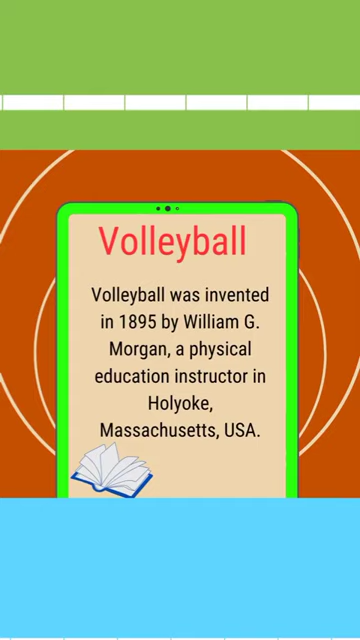 Volleyball
Volleyball was invented
in 1895 by William G.
Morgan, a physical
education instructor in
Holyoke,
Massachusetts, USA.